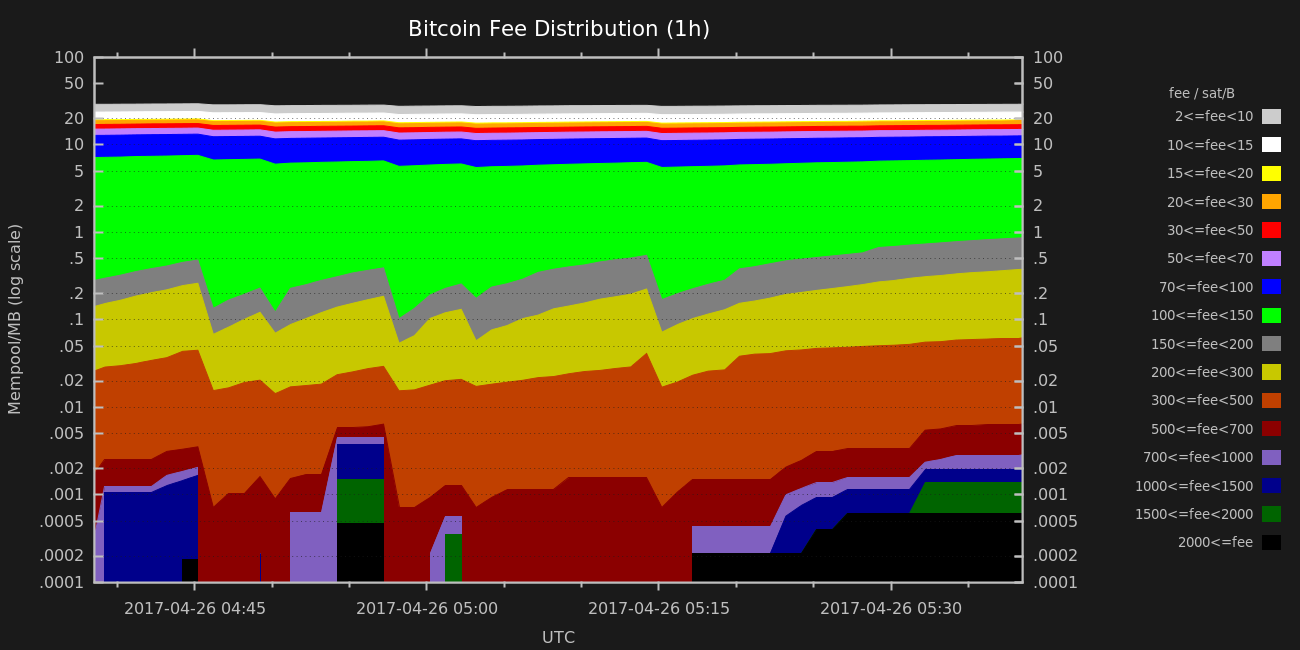 Bitcoin Fee Distribution (1h)
100 100
50 50
20 20
10 10
5 5
2 2
1 1
.5 .5
.2 .2
.1 .1
.05 .05
.02 .02
.01 .01
.005 .005
.002 .002
.001 .001
.0005 .0005
.0002 .0002
.0001 .0001
Mempool/MB (log scale)
2017-04-26 04:45 2017-04-26 05:00 2017-04-26 05:15 2017-04-26 05:30
UTC
fee / sat/B
2<=fee<10
10<=fee<15
15<=fee<20
20<=fee<30
30<=fee<50
50<=fee<70
70<=fee<100
100<=fee<150
150<=fee<200
200<=fee<300
300<=fee<500
500<=fee<700
700<=fee<1000
1000<=fee<1500
1500<=fee<2000
2000<=fee